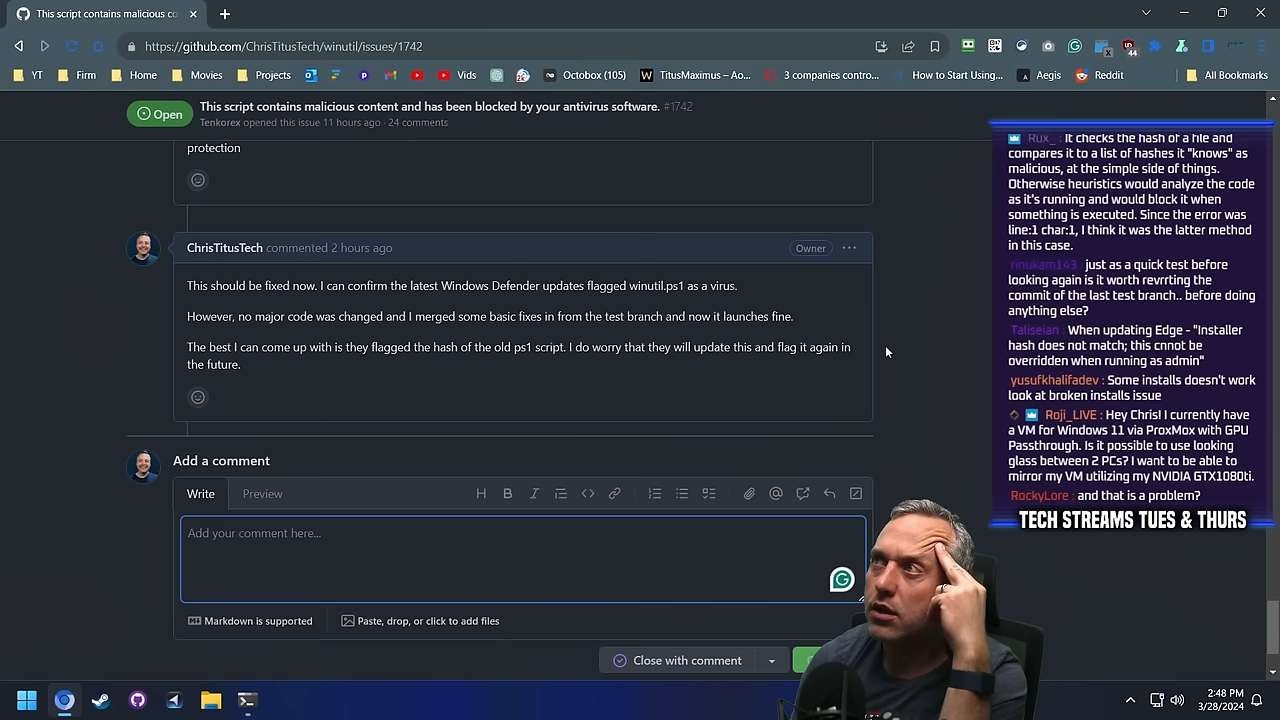 This script contains malicious co
https://github.com/ChrisTitusTech/winutil/issues/1742
YT
Firm
Home
Movies
Projects
Vids
Octobox (105)
TitusMaximus – Ao...
3 companies contro...
How to Start Using...
Aegis
Reddit
All Bookmarks
44
Open
This script contains malicious content and has been blocked by your antivirus software. #1742
Tenkorex opened this issue 11 hours ago · 24 comments
protection
ChrisTitusTech commented 2 hours ago
Owner
This should be fixed now. I can confirm the latest Windows Defender updates flagged winutil.ps1 as a virus.
However, no major code was changed and I merged some basic fixes in from the test branch and now it launches fine.
The best I can come up with is they flagged the hash of the old ps1 script. I do worry that they will update this and flag it again in
the future.
Add a comment
Write
Preview
Add your comment here...
Markdown is supported
Paste, drop, or click to add files
Close with comment
Rux_ : It checks the hash of a file and
compares it to a list of hashes it "knows" as
malicious, at the simple side of things.
Otherwise heuristics would analyze the code
as it's running and would block it when
something is executed. Since the error was
line:1 char:1, I think it was the latter method
in this case.
rinukam143 : just as a quick test before
looking again is it worth revrrting the
commit of the last test branch.. before doing
anything else?
Taliseian : When updating Edge - "Installer
hash does not match; this cnnot be
overridden when running as admin"
yusufkhalifadev : Some installs doesn't work
look at broken installs issue
Roji_LIVE : Hey Chris! I currently have
a VM for Windows 11 via ProxMox with GPU
Passthrough. Is it possible to use looking
glass between 2 PCs? I want to be able to
mirror my VM utilizing my NVIDIA GTX1080ti.
RockyLore : and that is a problem?
TECH STREAMS TUES & THURS
2:48 PM
3/28/2024